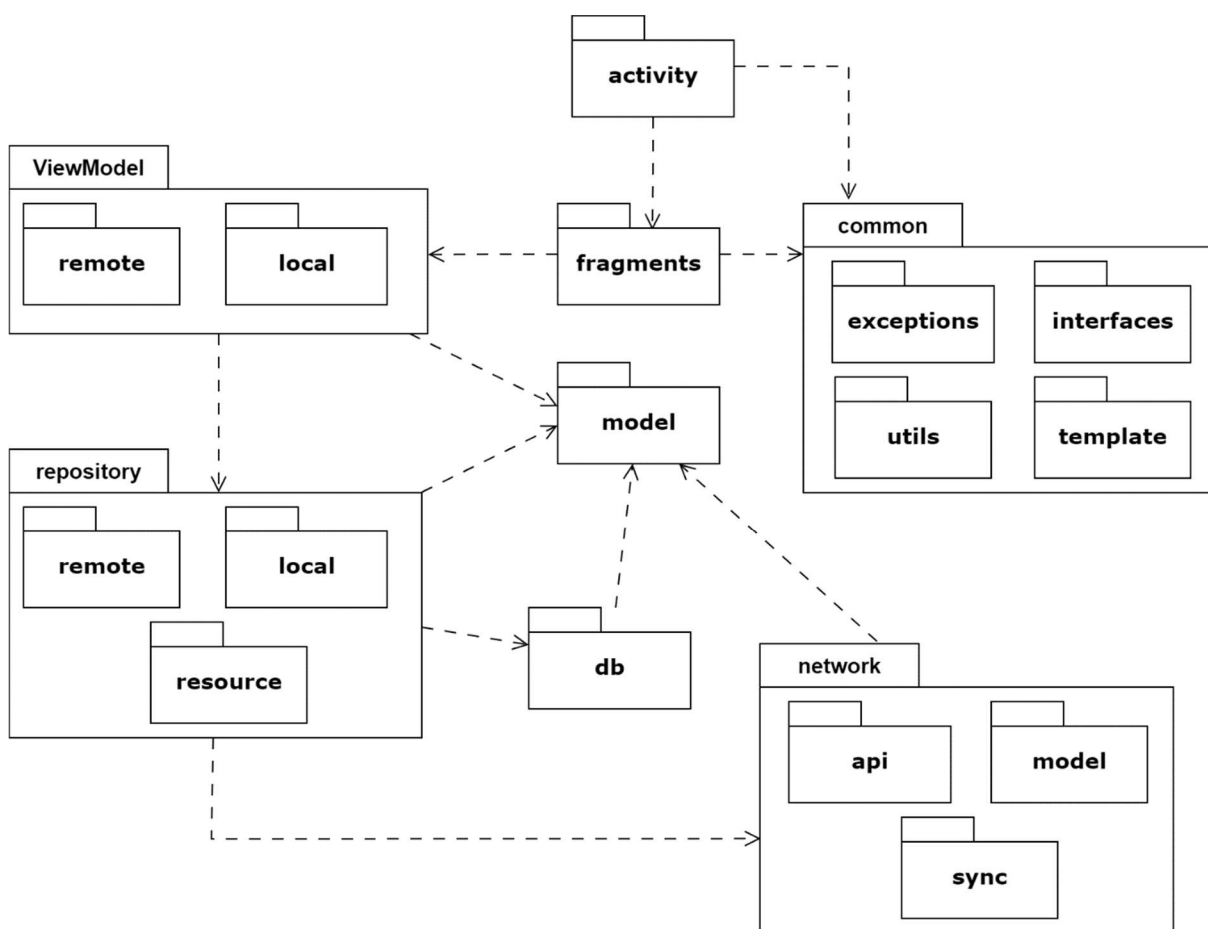 activity
ViewModel
remote
local
fragments
common
exceptions
interfaces
utils
template
model
repository
remote
local
resource
db
network
api
model
sync